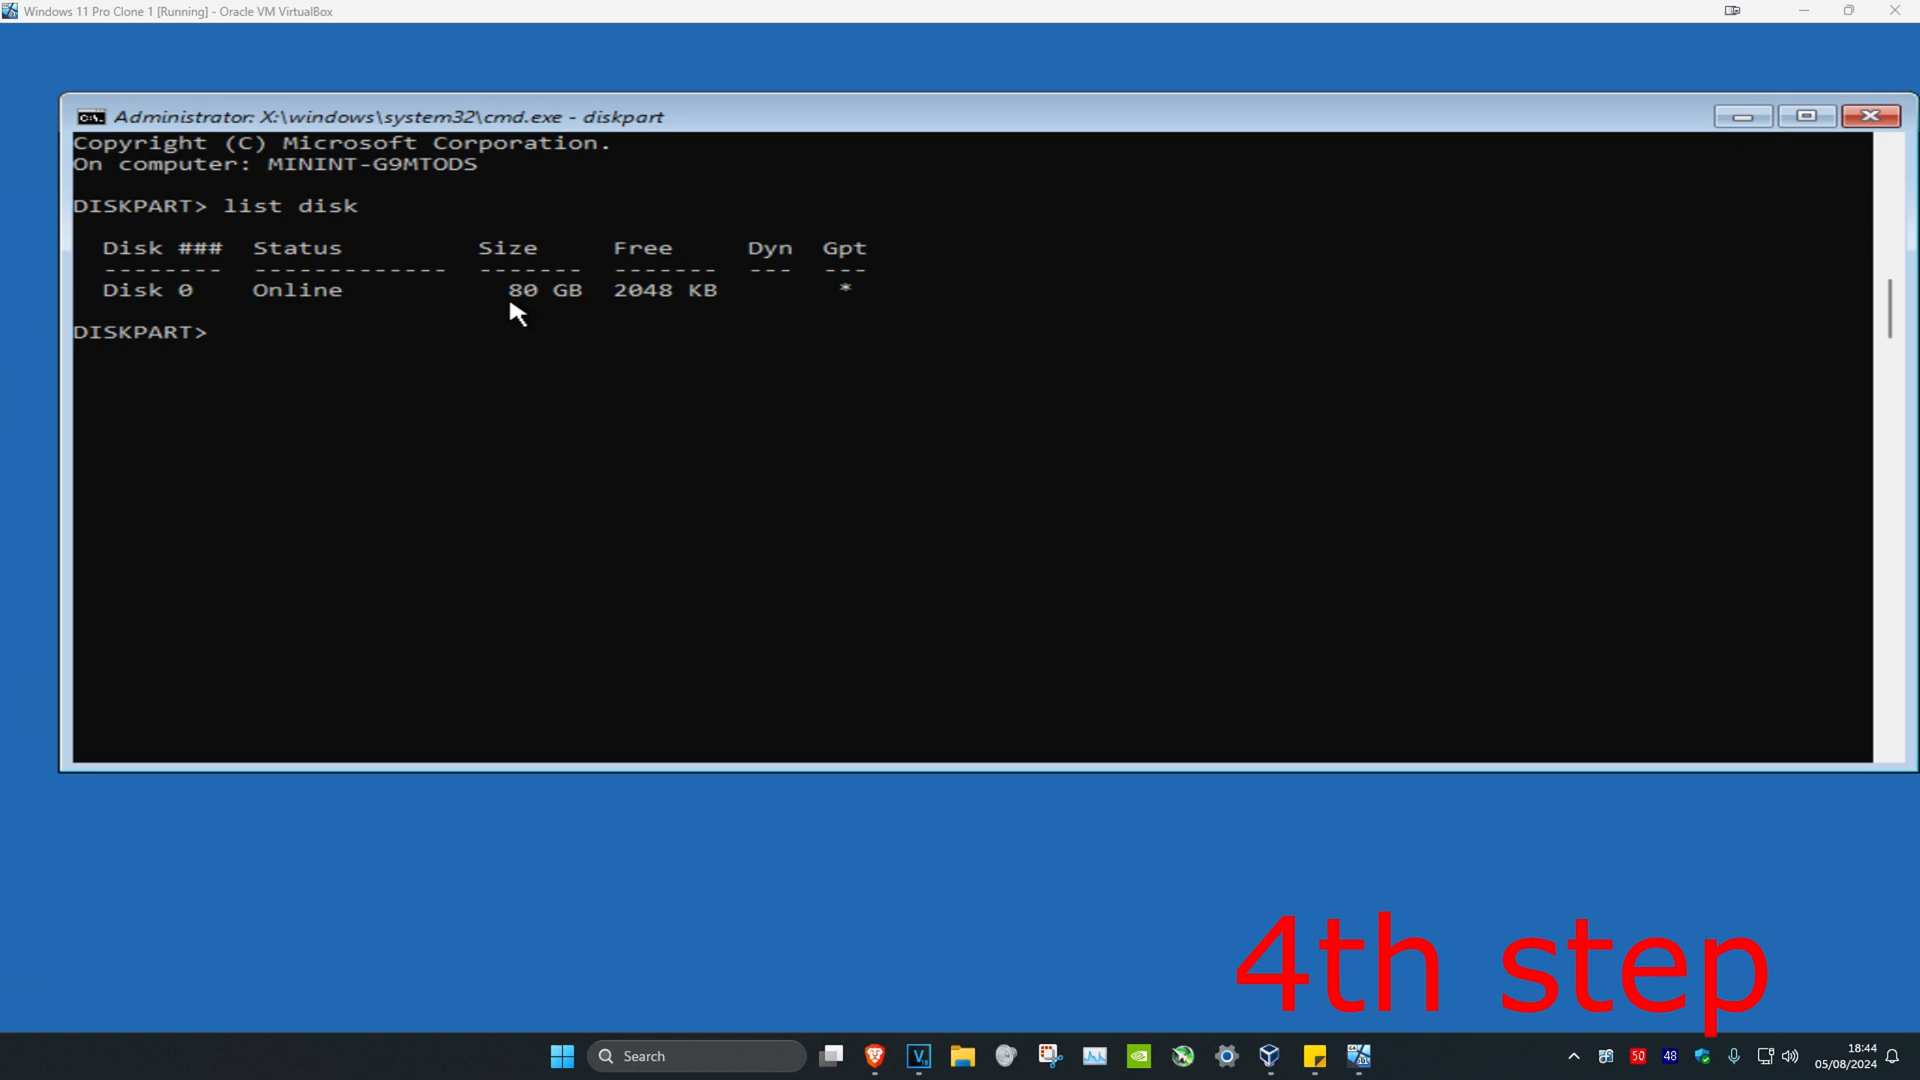 Windows 11 Pro Clone 1 [Running] - Oracle VM VirtualBox
Administrator: X:\windows\system32\cmd.exe - diskpart
Copyright (C) Microsoft Corporation.
On computer: MININT-G9MTODS
DISKPART> list disk
Disk ###  Status         Size     Free     Dyn  Gpt
--------  -------------  -------  -------  ---  ---
Disk 0    Online           80 GB  2048 KB        *
DISKPART>
4th step
Search
50
48
18:44
05/08/2024